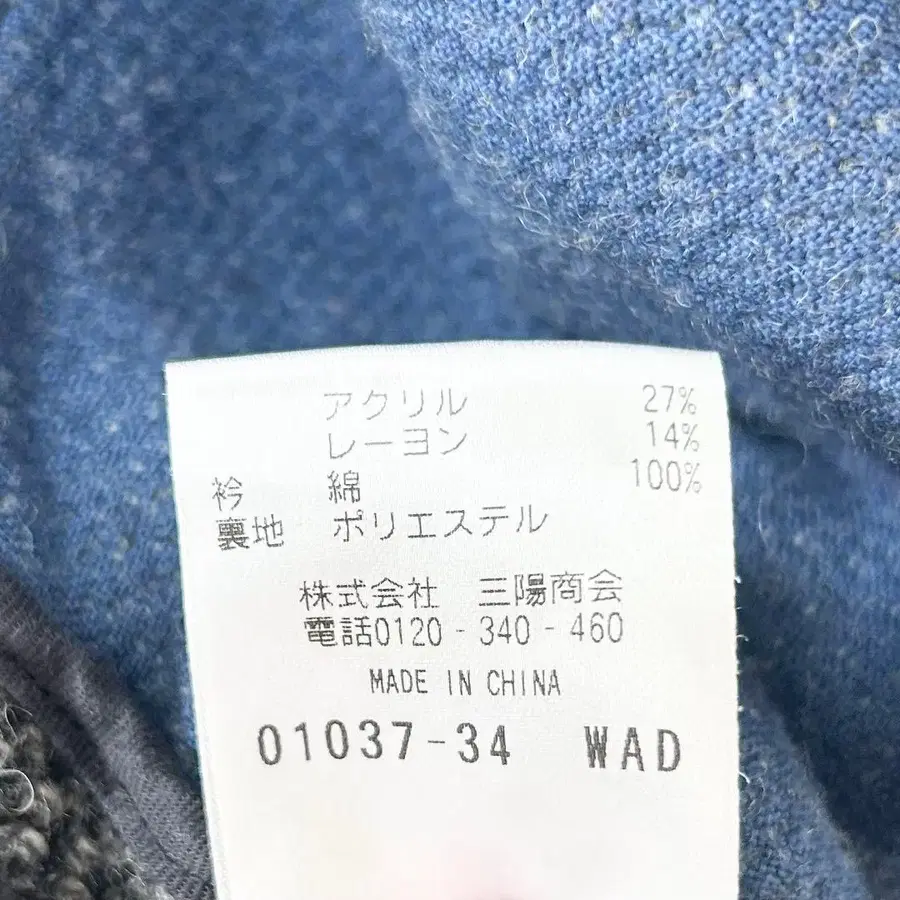 アクリル 27%
レーヨン 14%
衿 綿 100%
裏地 ポリエステル
株式会社 三陽商会
電話0120-340-460
MADE IN CHINA
01037-34 WAD